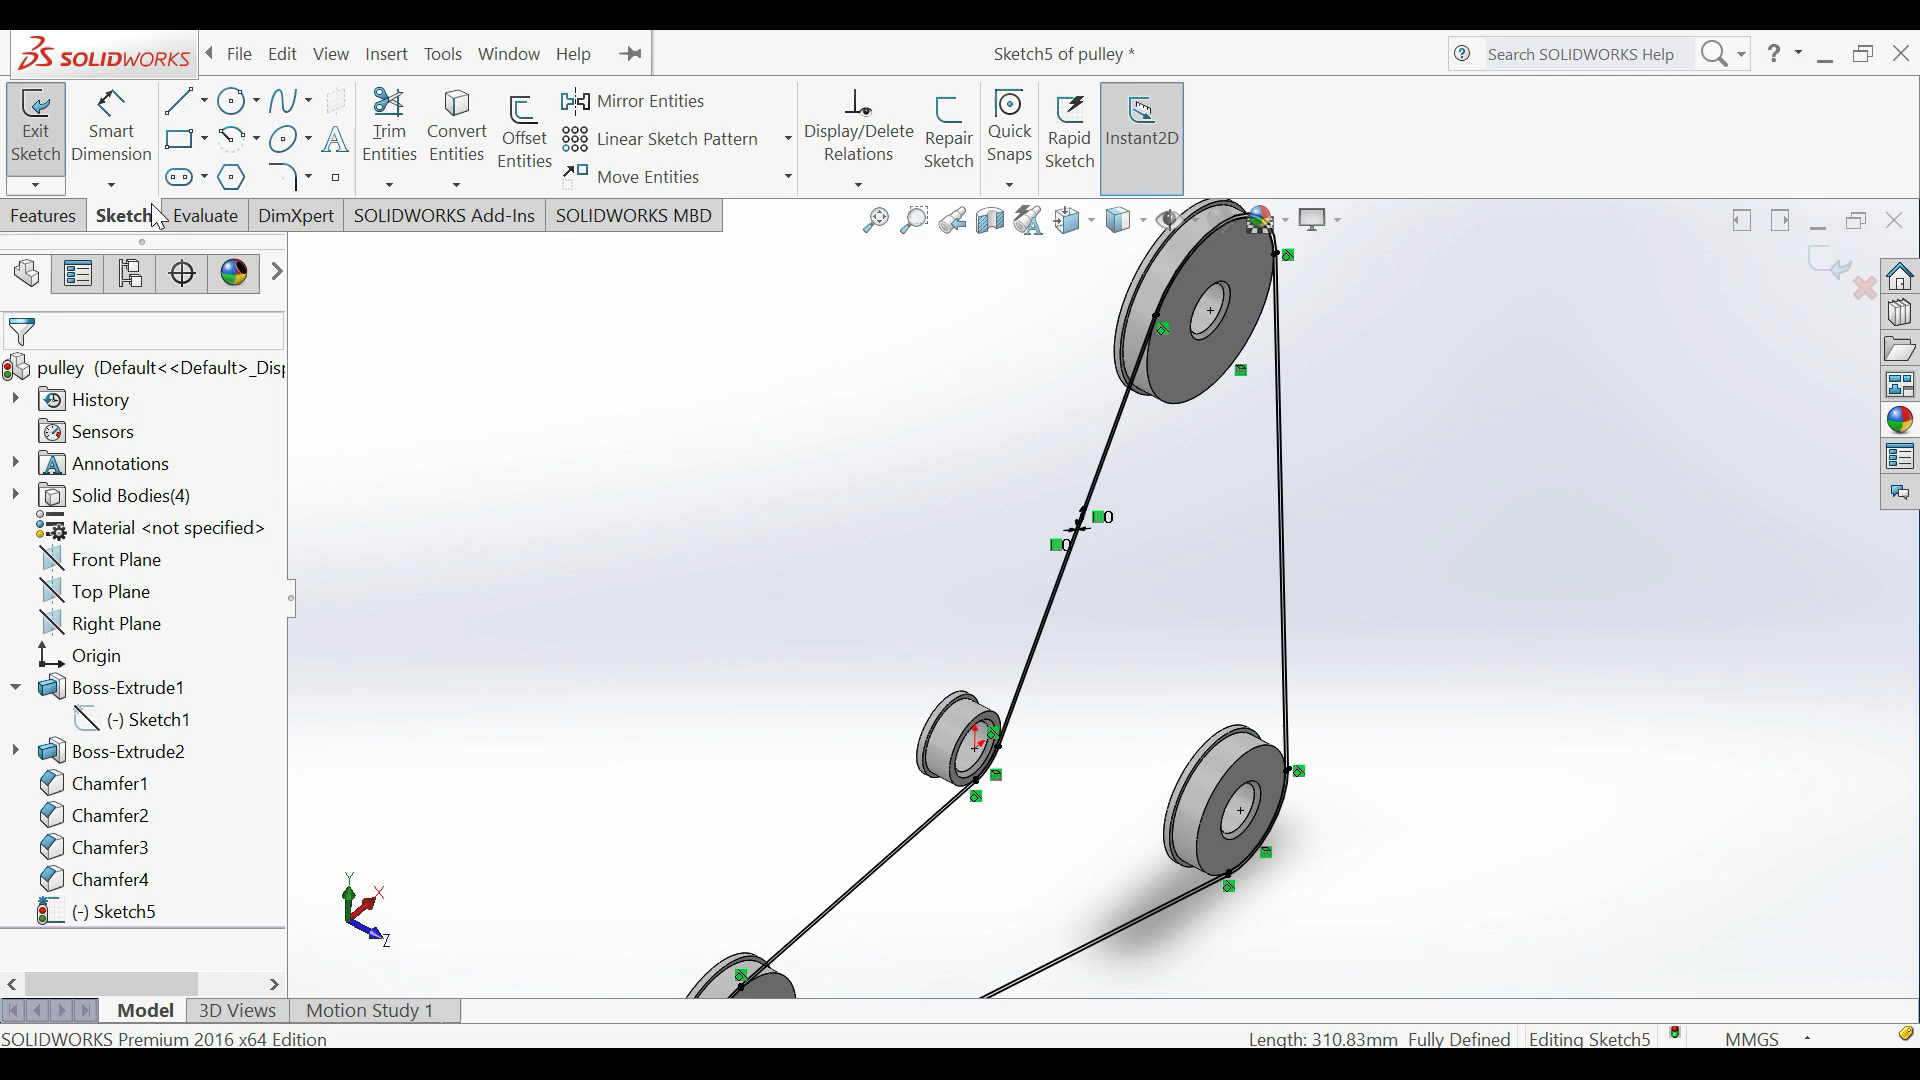 SOLIDWORKS File Edit View Insert Tools Window Help Sketch5 of pulley * Search SOLIDWORKS Help ?
Exit Sketch
Smart Dimension
Trim Entities
Convert Entities
Offset Entities
Mirror Entities
Linear Sketch Pattern
Move Entities
Display/Delete Relations
Repair Sketch
Quick Snaps
Rapid Sketch
Instant2D
Features Sketch Evaluate DimXpert SOLIDWORKS Add-Ins SOLIDWORKS MBD
pulley (Default<<Default>_Disp
History
Sensors
Annotations
Solid Bodies(4)
Material <not specified>
Front Plane
Top Plane
Right Plane
Origin
Boss-Extrude1
(-) Sketch1
Boss-Extrude2
Chamfer1
Chamfer2
Chamfer3
Chamfer4
(-) Sketch5
0
0
Y
X
Z
Model 3D Views Motion Study 1
SOLIDWORKS Premium 2016 x64 Edition Length: 310.83mm Fully Defined Editing Sketch5 MMGS